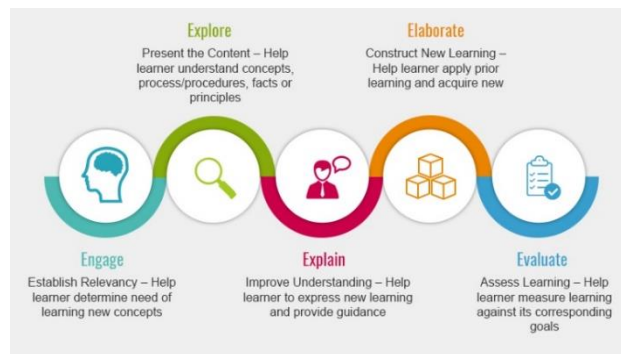 Explore
Present the Content – Help
learner understand concepts,
process/procedures, facts or
principles
Elaborate
Construct New Learning –
Help learner apply prior
learning and acquire new
Engage
Establish Relevancy – Help
learner determine need of
learning new concepts
Explain
Improve Understanding – Help
learner to express new learning
and provide guidance
Evaluate
Assess Learning – Help
learner measure learning
against its corresponding
goals